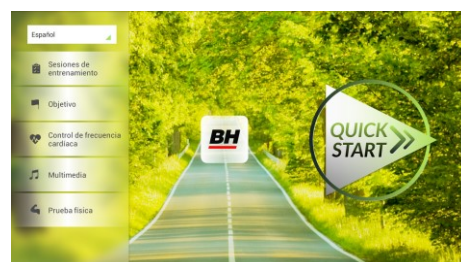 Español
Sesiones de
entrenamiento
Objetivo
Control de frecuencia
cardíaca
Multimedia
Prueba física
BH
QUICK
START